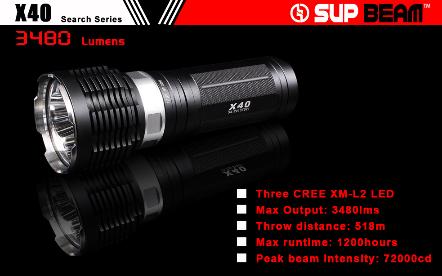 X40 Search Series
SUP BEAM™
3480 Lumens
X40
Three CREE XM-L2 LED
Max Output: 3480lms
Throw distance: 518m
Max runtime: 1200hours
Peak beam intensity: 72000cd